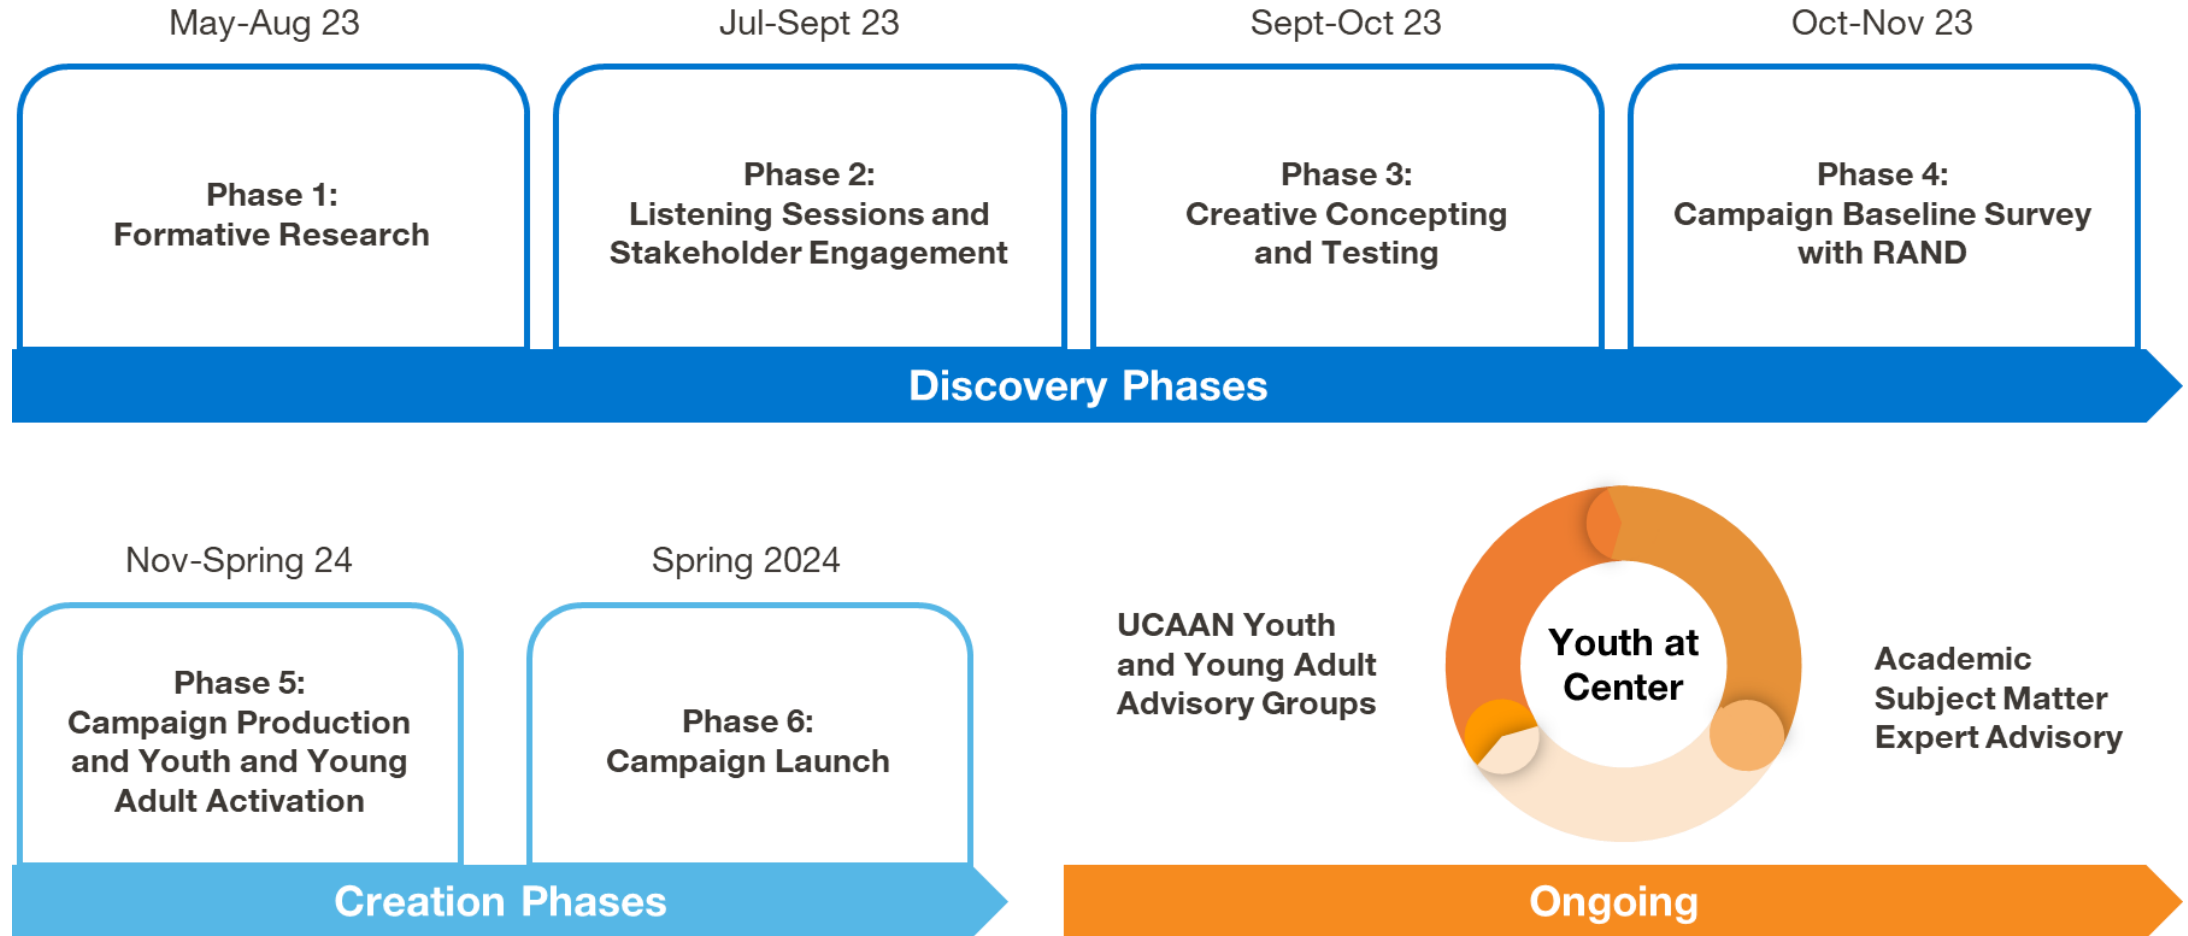 May-Aug 23
Jul-Sept 23
Sept-Oct 23
Oct-Nov 23
Phase 1:
Formative Research
Phase 2:
Listening Sessions and
Stakeholder Engagement
Phase 3:
Creative Concepting
and Testing
Phase 4:
Campaign Baseline Survey
with RAND
Discovery Phases
Nov-Spring 24
Spring 2024
Phase 5:
Campaign Production
and Youth and Young
Adult Activation
Phase 6:
Campaign Launch
Creation Phases
UCAAN Youth
and Young Adult
Advisory Groups
Youth at
Center
Academic
Subject Matter
Expert Advisory
Ongoing